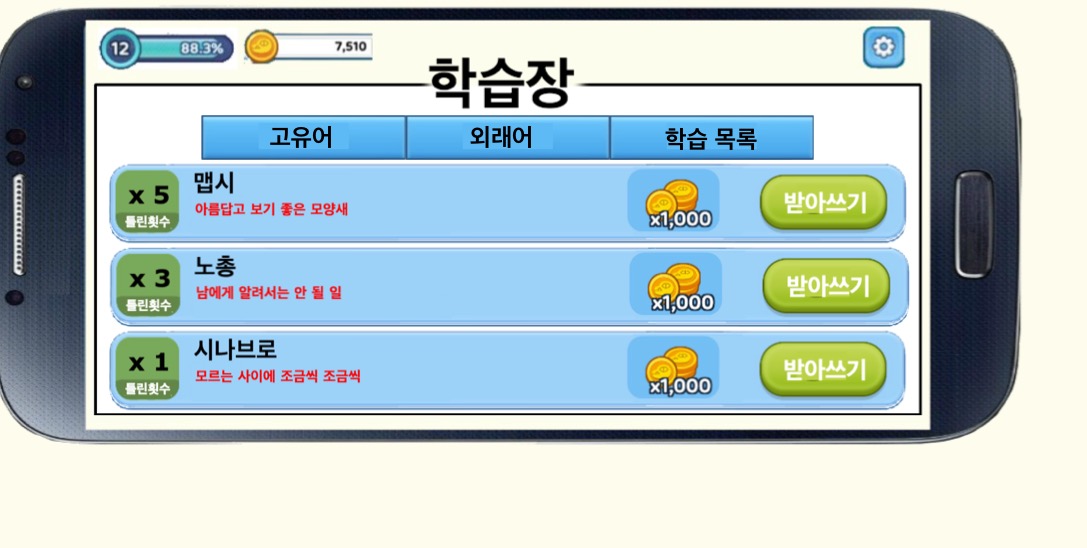 12 88.3% 7,510
학습장
고유어 외래어 학습 목록
x 5
틀린횟수
맵시
아름답고 보기 좋은 모양새
x1,000
받아쓰기
x 3
틀린횟수
노총
남에게 알려서는 안 될 일
x1,000
받아쓰기
x 1
틀린횟수
시나브로
모르는 사이에 조금씩 조금씩
x1,000
받아쓰기